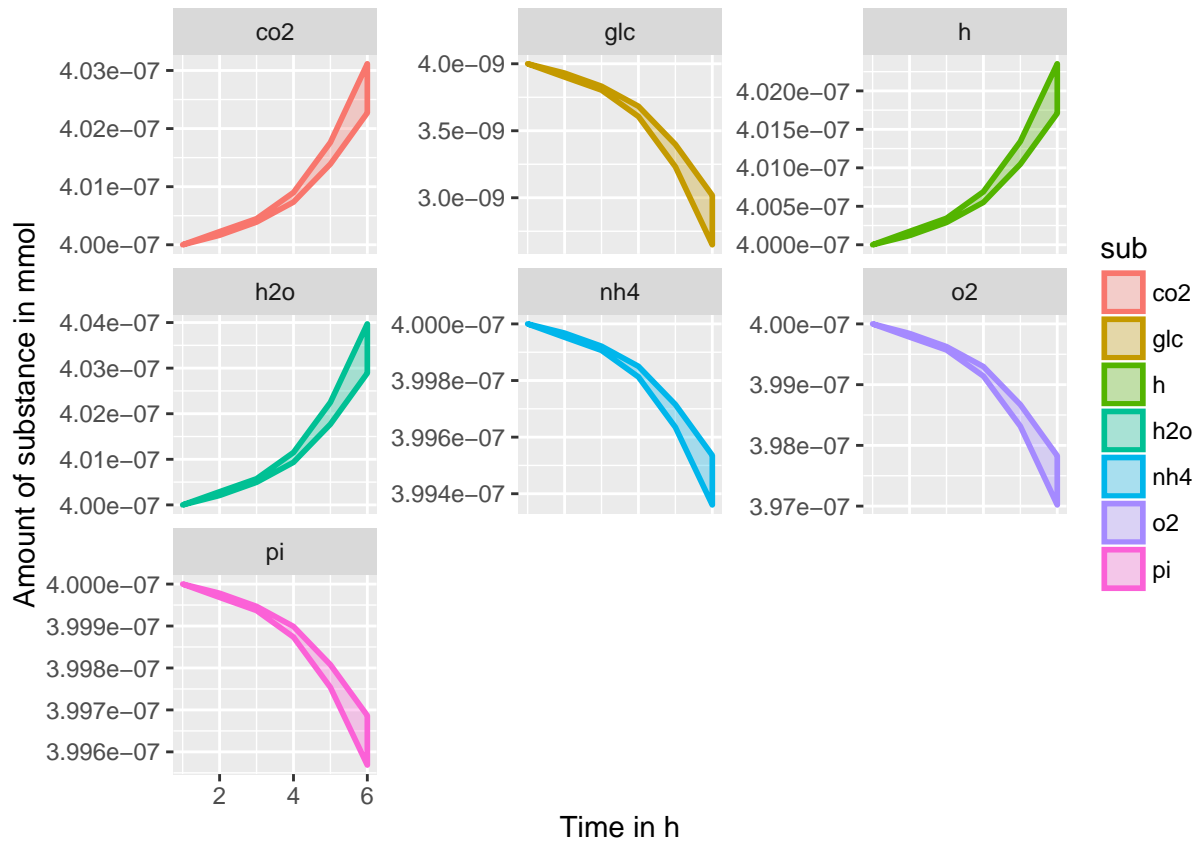 co2
4.03e−07
4.02e−07
4.01e−07
4.00e−07
glc
4.0e−09
3.5e−09
3.0e−09
h
4.020e−07
4.015e−07
4.010e−07
4.005e−07
4.000e−07
h2o
4.04e−07
4.03e−07
4.02e−07
4.01e−07
4.00e−07
nh4
4.000e−07
3.998e−07
3.996e−07
3.994e−07
o2
4.00e−07
3.99e−07
3.98e−07
3.97e−07
pi
4.000e−07
3.999e−07
3.998e−07
3.997e−07
3.996e−07
2 4 6
Time in h
Amount of substance in mmol
sub
co2
glc
h
h2o
nh4
o2
pi